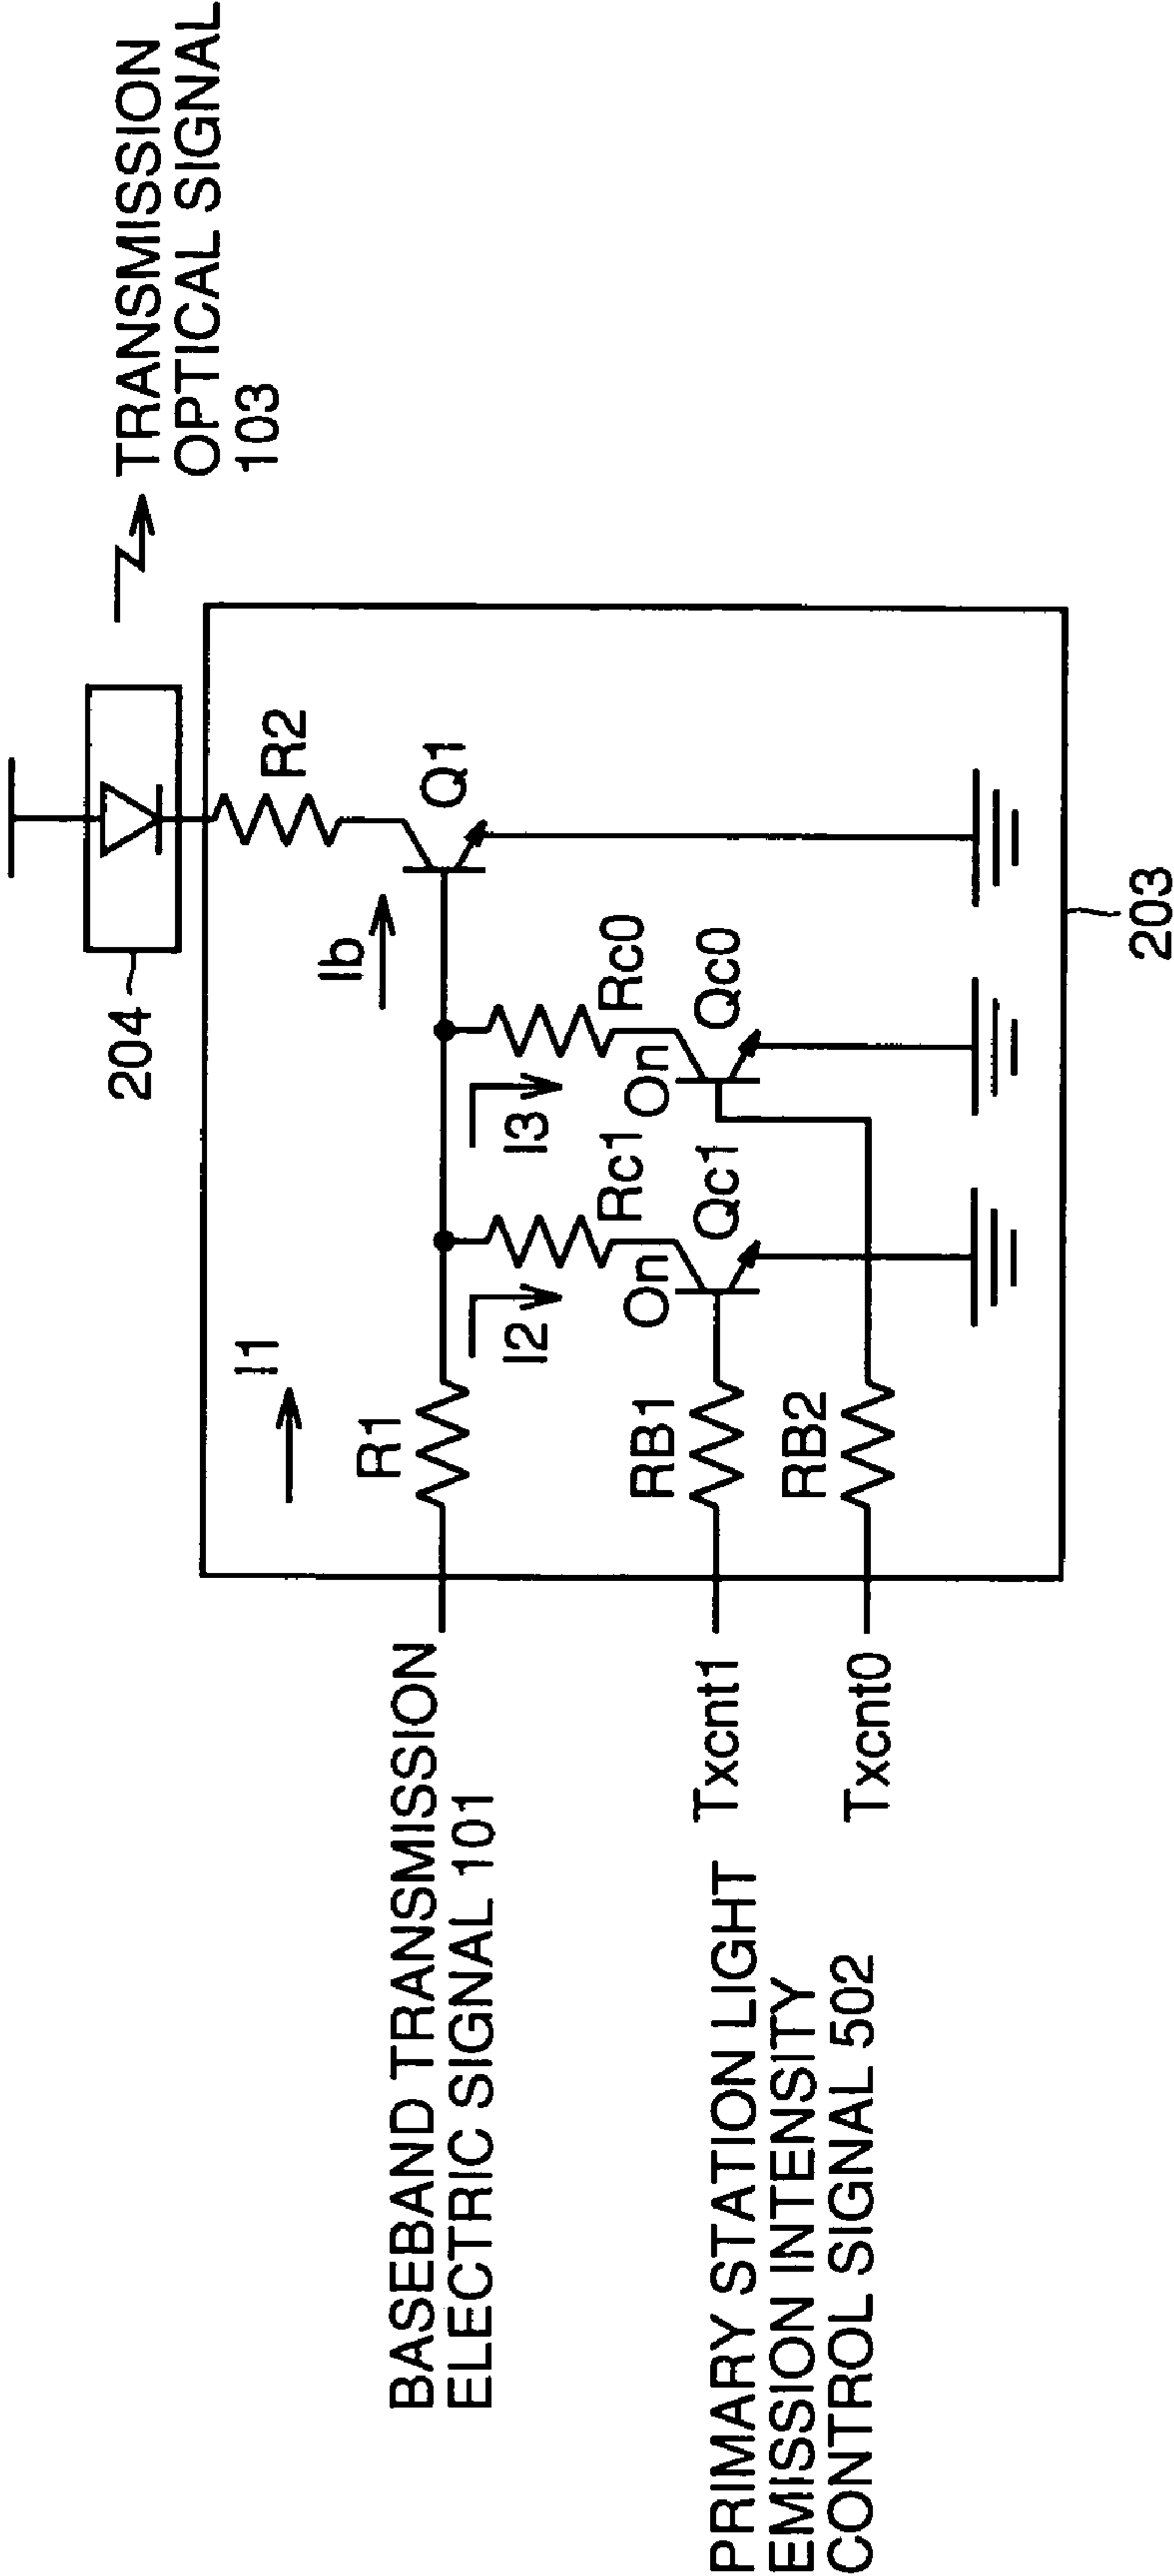 TRANSMISSION
OPTICAL SIGNAL
103
204
R2
Q1
Ib
I1
R1
I2
I3
Rc1
Rc0
On
On
Qc1
Qc0
RB1
RB2
203
BASEBAND TRANSMISSION
ELECTRIC SIGNAL 101
Txcnt1
Txcnt0
PRIMARY STATION LIGHT
EMISSION INTENSITY
CONTROL SIGNAL 502